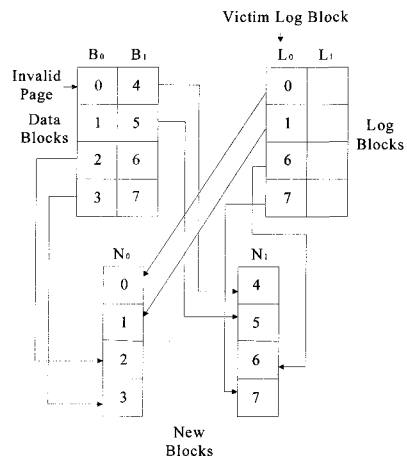 Victim Log Block
B₀ B₁ L₀ L₁
Invalid Page
0 4 0
Data Blocks
1 5 1
Log Blocks
2 6 6
3 7 7
N₀ N₁
0 4
1 5
2 6
3 7
New Blocks